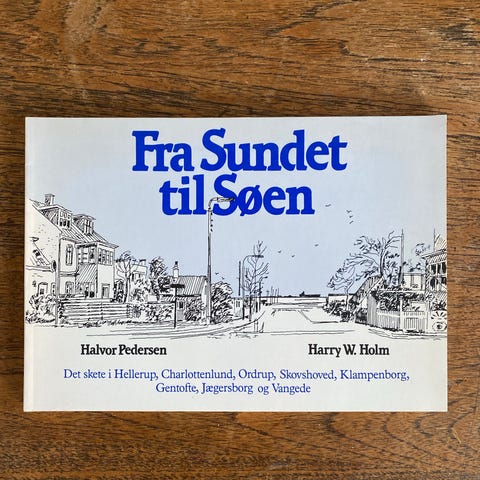 Fra Sundet
til Søen
Halvor Pedersen
Harry W. Holm
Det skete i Hellerup, Charlottenlund, Ordrup, Skovshoved, Klampenborg,
Gentofte, Jægersborg og Vangede